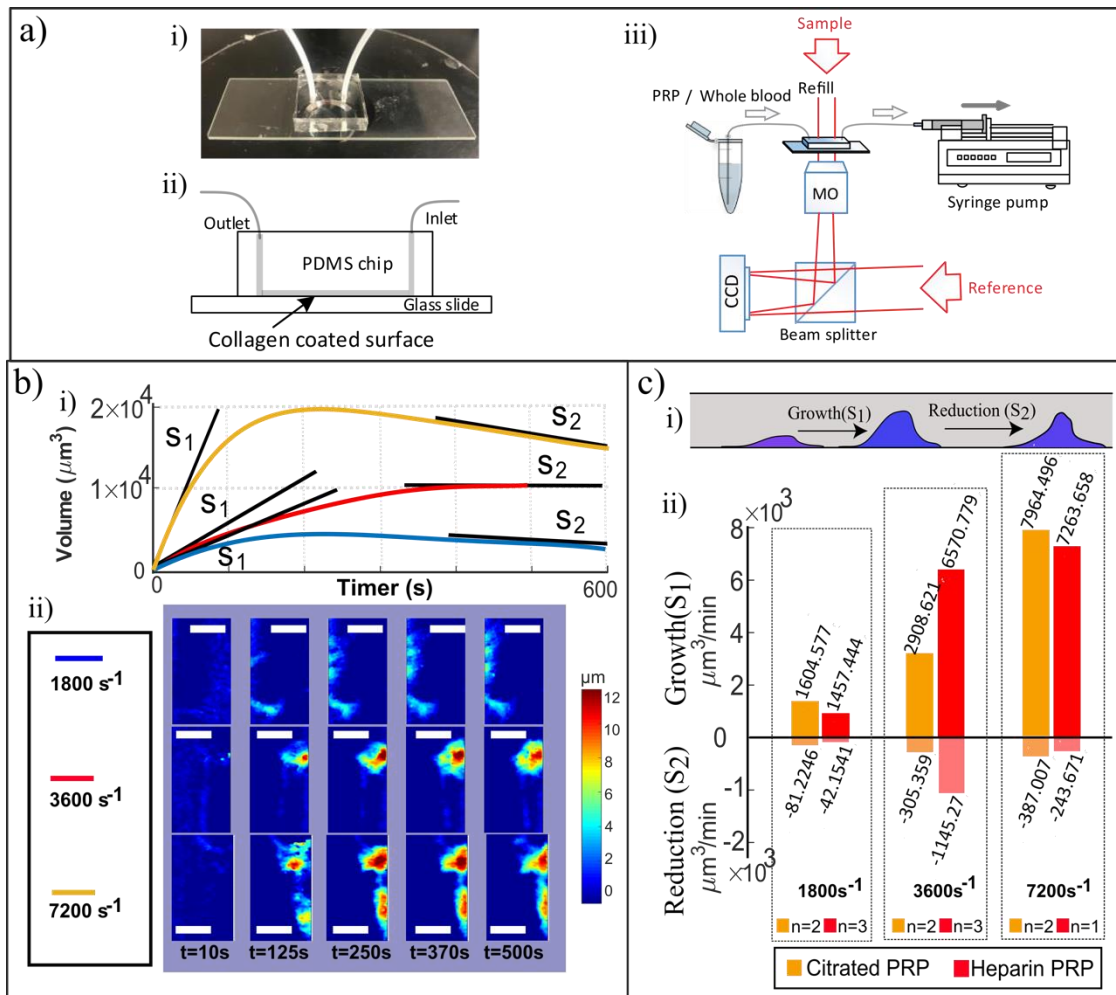 a)
i)
ii)
Outlet
Inlet
PDMS chip
Glass slide
Collagen coated surface
iii)
Sample
Refill
PRP / Whole blood
MO
Syringe pump
CCD
Reference
Beam splitter
b)
i)
Volume (μm³)
2×10⁴
1×10⁴
0
S₁
S₁
S₁
S₂
S₂
0
Timer (s)
600
ii)
1800 s⁻¹
3600 s⁻¹
7200 s⁻¹
μm
12
10
8
6
4
2
0
t=10s
t=125s
t=250s
t=370s
t=500s
c)
i)
Growth(S₁)
Reduction (S₂)
ii)
×10³
8
6
4
2
0
-1
-2
×10³
Growth(S1)
μm³/min
Reduction (S2)
μm³/min
1604.577
1457.444
2908.621
6570.779
7964.496
7263.658
-81.2246
-42.1541
-305.359
-1145.27
-387.007
-243.671
1800s⁻¹
3600s⁻¹
7200s⁻¹
n=2 n=3
n=2 n=3
n=2 n=1
Citrated PRP Heparin PRP